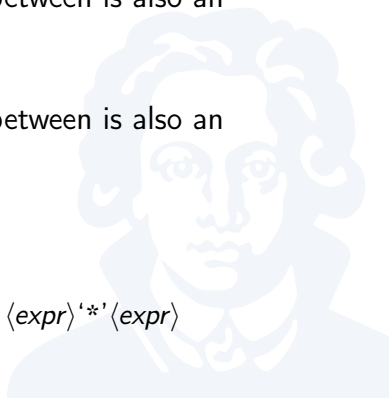 between is also an
between is also an
⟨expr⟩‘*’⟨expr⟩